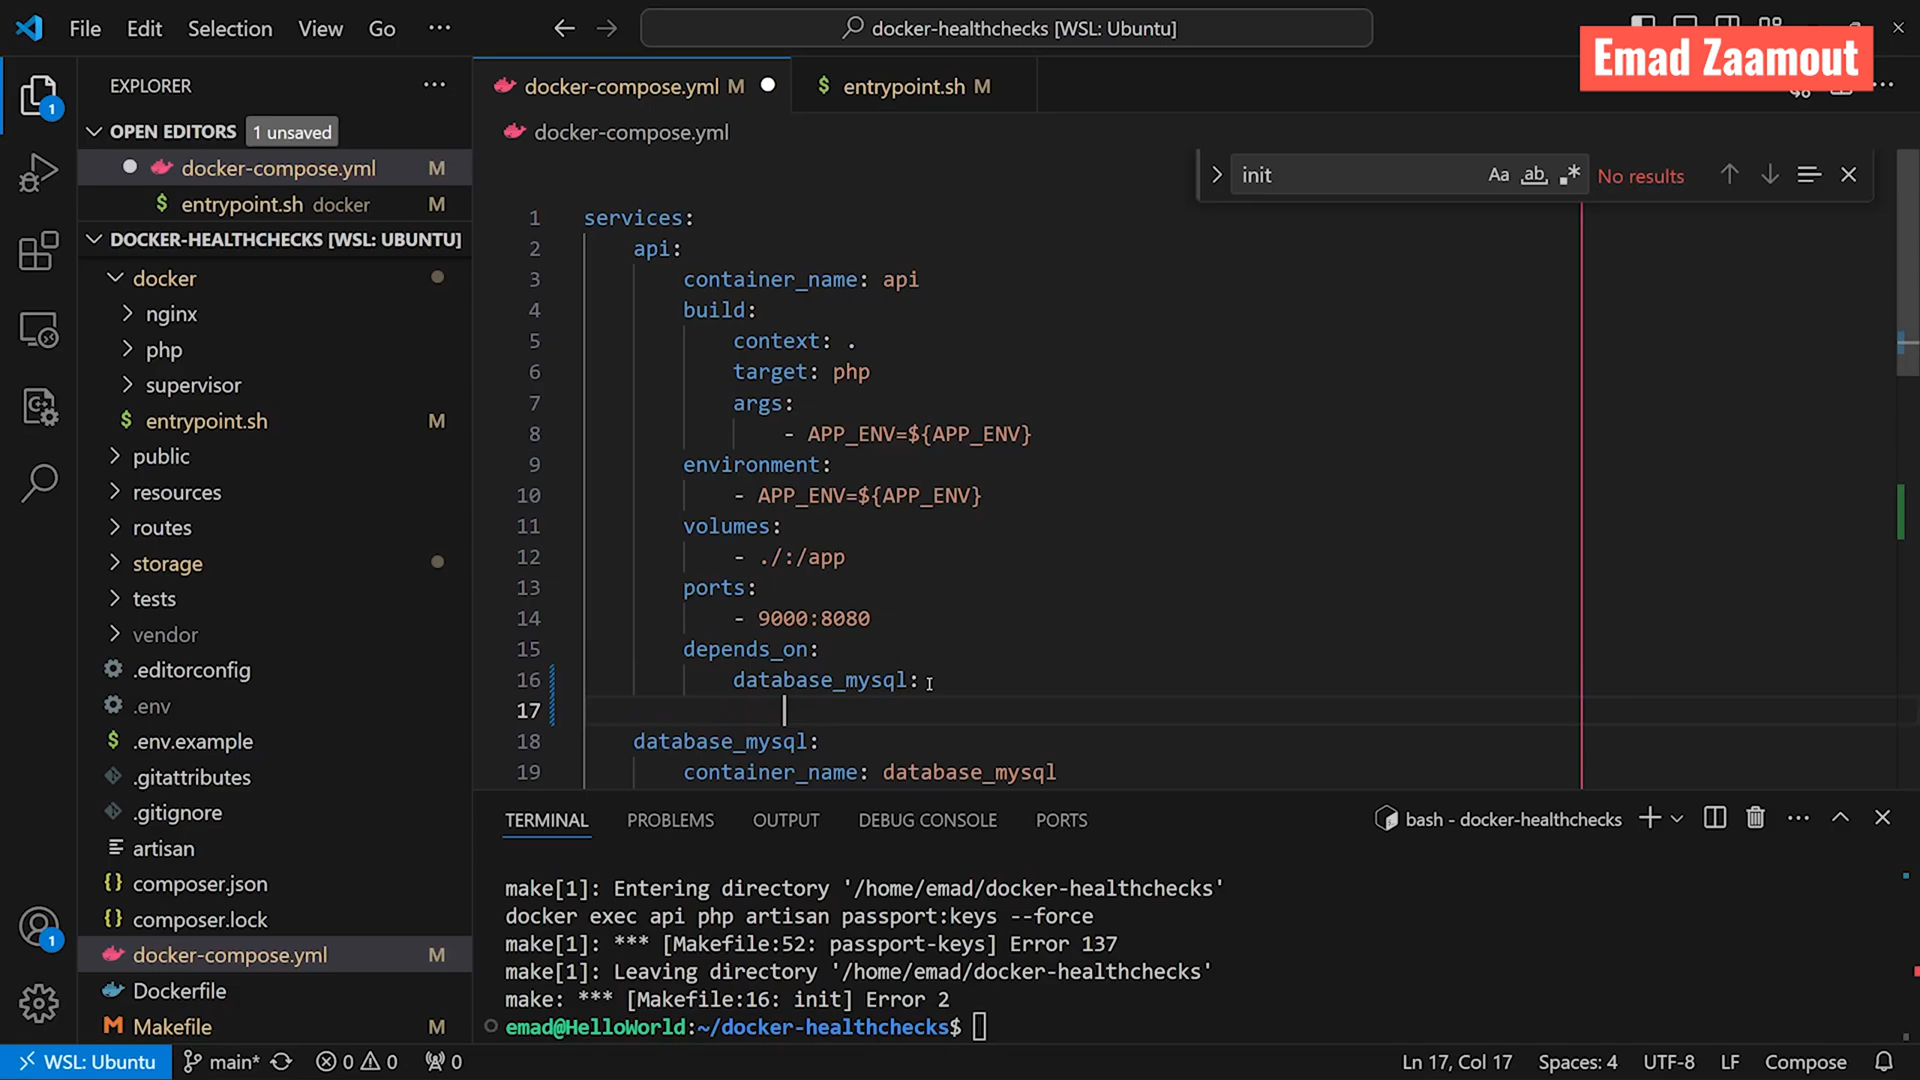 File Edit Selection View Go ···
docker-healthchecks [WSL: Ubuntu]
Emad Zaamout
EXPLORER
OPEN EDITORS 1 unsaved
docker-compose.yml M
entrypoint.sh docker M
DOCKER-HEALTHCHECKS [WSL: UBUNTU]
docker
nginx
php
supervisor
entrypoint.sh M
public
resources
routes
storage
tests
vendor
.editorconfig
.env
.env.example
.gitattributes
.gitignore
artisan
composer.json
composer.lock
docker-compose.yml M
Dockerfile
Makefile M
docker-compose.yml M
entrypoint.sh M
docker-compose.yml
init Aa ab No results
1 services:
2 api:
3 container_name: api
4 build:
5 context: .
6 target: php
7 args:
8 - APP_ENV=${APP_ENV}
9 environment:
10 - APP_ENV=${APP_ENV}
11 volumes:
12 - ./:/app
13 ports:
14 - 9000:8080
15 depends_on:
16 database_mysql:
17
18 database_mysql:
19 container_name: database_mysql
TERMINAL PROBLEMS OUTPUT DEBUG CONSOLE PORTS
bash - docker-healthchecks
make[1]: Entering directory '/home/emad/docker-healthchecks'
docker exec api php artisan passport:keys --force
make[1]: *** [Makefile:52: passport-keys] Error 137
make[1]: Leaving directory '/home/emad/docker-healthchecks'
make: *** [Makefile:16: init] Error 2
emad@HelloWorld:~/docker-healthchecks$
1
1
WSL: Ubuntu main* 0 0 0
Ln 17, Col 17 Spaces: 4 UTF-8 LF Compose